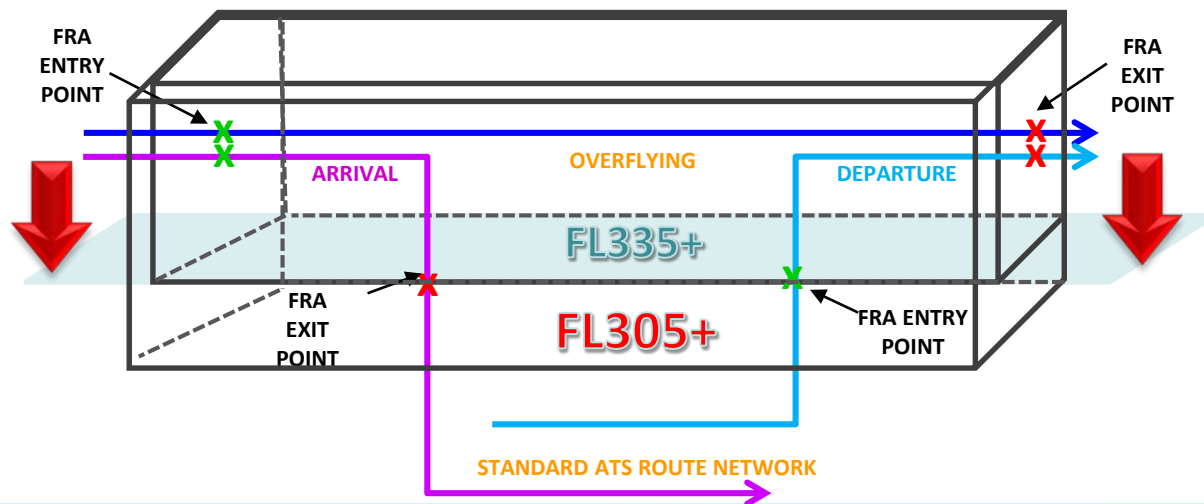 FRA
ENTRY
POINT
FRA
EXIT
POINT
ARRIVAL
OVERFLYING
DEPARTURE
FL335+
FRA
EXIT
POINT
FL305+
FRA ENTRY
POINT
STANDARD ATS ROUTE NETWORK